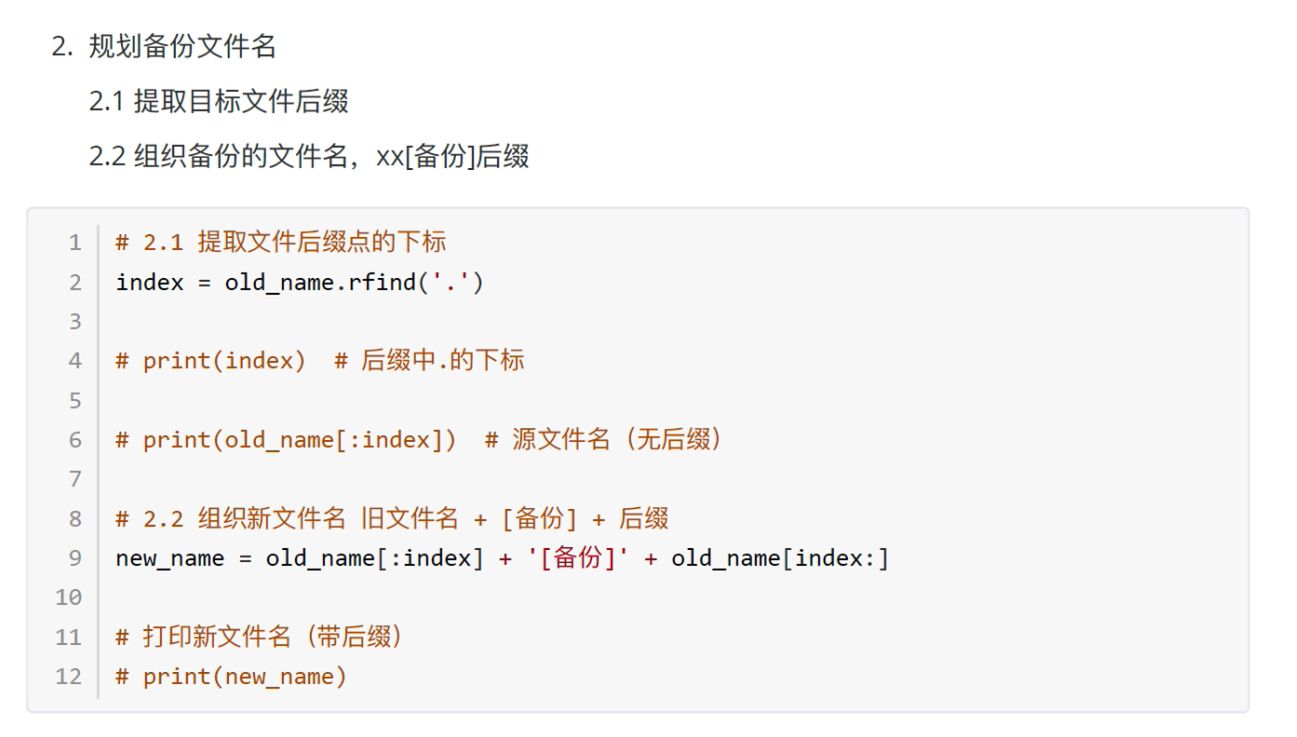 2. 规划备份文件名
2.1 提取目标文件后缀
2.2 组织备份的文件名，xx[备份]后缀
1 # 2.1 提取文件后缀点的下标
2 index = old_name.rfind('.')
3
4 # print(index)  # 后缀中.的下标
5
6 # print(old_name[:index])  # 源文件名（无后缀）
7
8 # 2.2 组织新文件名 旧文件名 + [备份] + 后缀
9 new_name = old_name[:index] + '[备份]' + old_name[index:]
10
11 # 打印新文件名（带后缀）
12 # print(new_name)